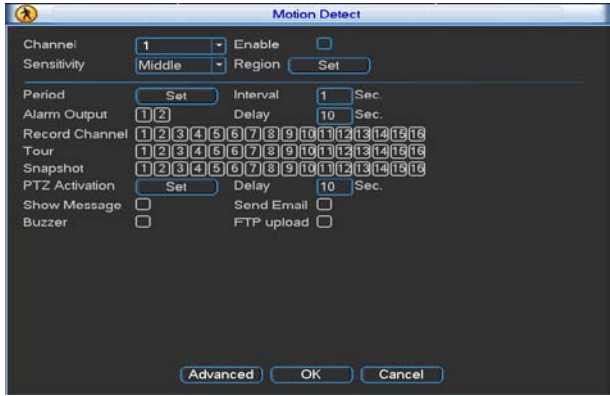 Motion Detect
Channel 1 Enable
Sensitivity Middle Region Set
Period Set Interval 1 Sec.
Alarm Output 1 2 Delay 10 Sec.
Record Channel 1 2 3 4 5 6 7 8 9 10 11 12 13 14 15 16
Tour 1 2 3 4 5 6 7 8 9 10 11 12 13 14 15 16
Snapshot 1 2 3 4 5 6 7 8 9 10 11 12 13 14 15 16
PTZ Activation Set Delay 10 Sec.
Show Message Send Email
Buzzer FTP upload
Advanced OK Cancel